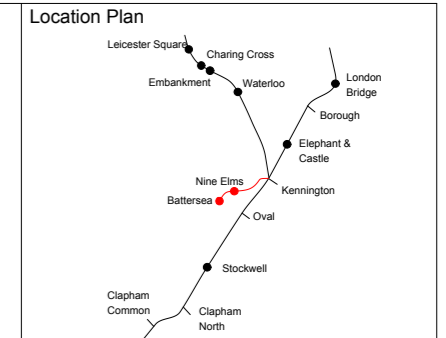 Location Plan
Leicester Square
Charing Cross
Embankment
Waterloo
London
Bridge
Borough
Elephant &
Castle
Nine Elms
Kennington
Battersea
Oval
Stockwell
Clapham
Common
Clapham
North